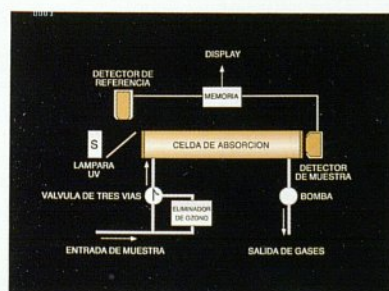 DISPLAY
DETECTOR DE
REFERENCIA
MEMORIA
S
CELDA DE ABSORCION
LAMPARA
UV
DETECTOR
DE MUESTRA
VALVULA DE TRES VIAS
BOMBA
ELIMINADOR
DE OZONO
ENTRADA DE MUESTRA
SALIDA DE GASES